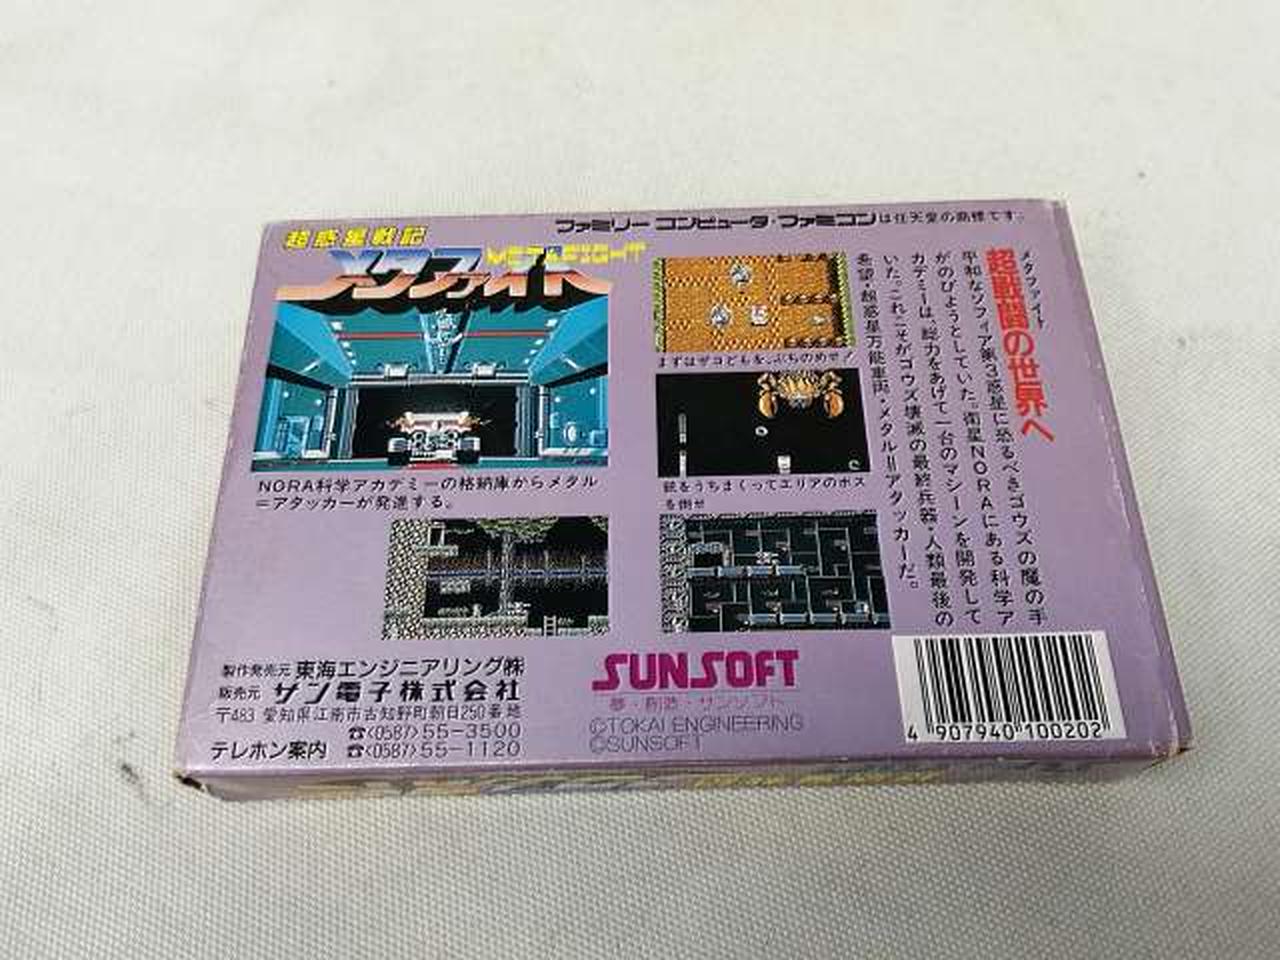 ファミリー コンピュータ・ファミコンは任天堂の商標です。
超惑星戦記
メタファイト
METAFIGHT
メタファイト
超戦闘の世界へ
平和なソフィア第3惑星に恐るべきゴウズの魔の手
がのびようとしていた。衛星NORAにある科学ア
カデミーは、総力をあげて一台のマシーンを開発して
いた。これこそがゴウズ壊滅の最終兵器・人類最後の
希望・超惑星万能車両・メタル=アタッカーだ。
NORA科学アカデミーの格納庫からメタル
=アタッカーが発進する。
まずはザコどもを、ぶちのめせ!
銃をうちまくってエリアのボス
を倒せ
製作発売元 東海エンジニアリング㈱
販売元 サン電子株式会社
〒483 愛知県江南市古知野町朝日250番地
☎<0587>55-3500
テレホン案内 ☎<0587>55-1120
SUNSOFT
夢・創造・サンソフト
©TOKAI ENGINEERING
©SUNSOFT
4 907940 100202